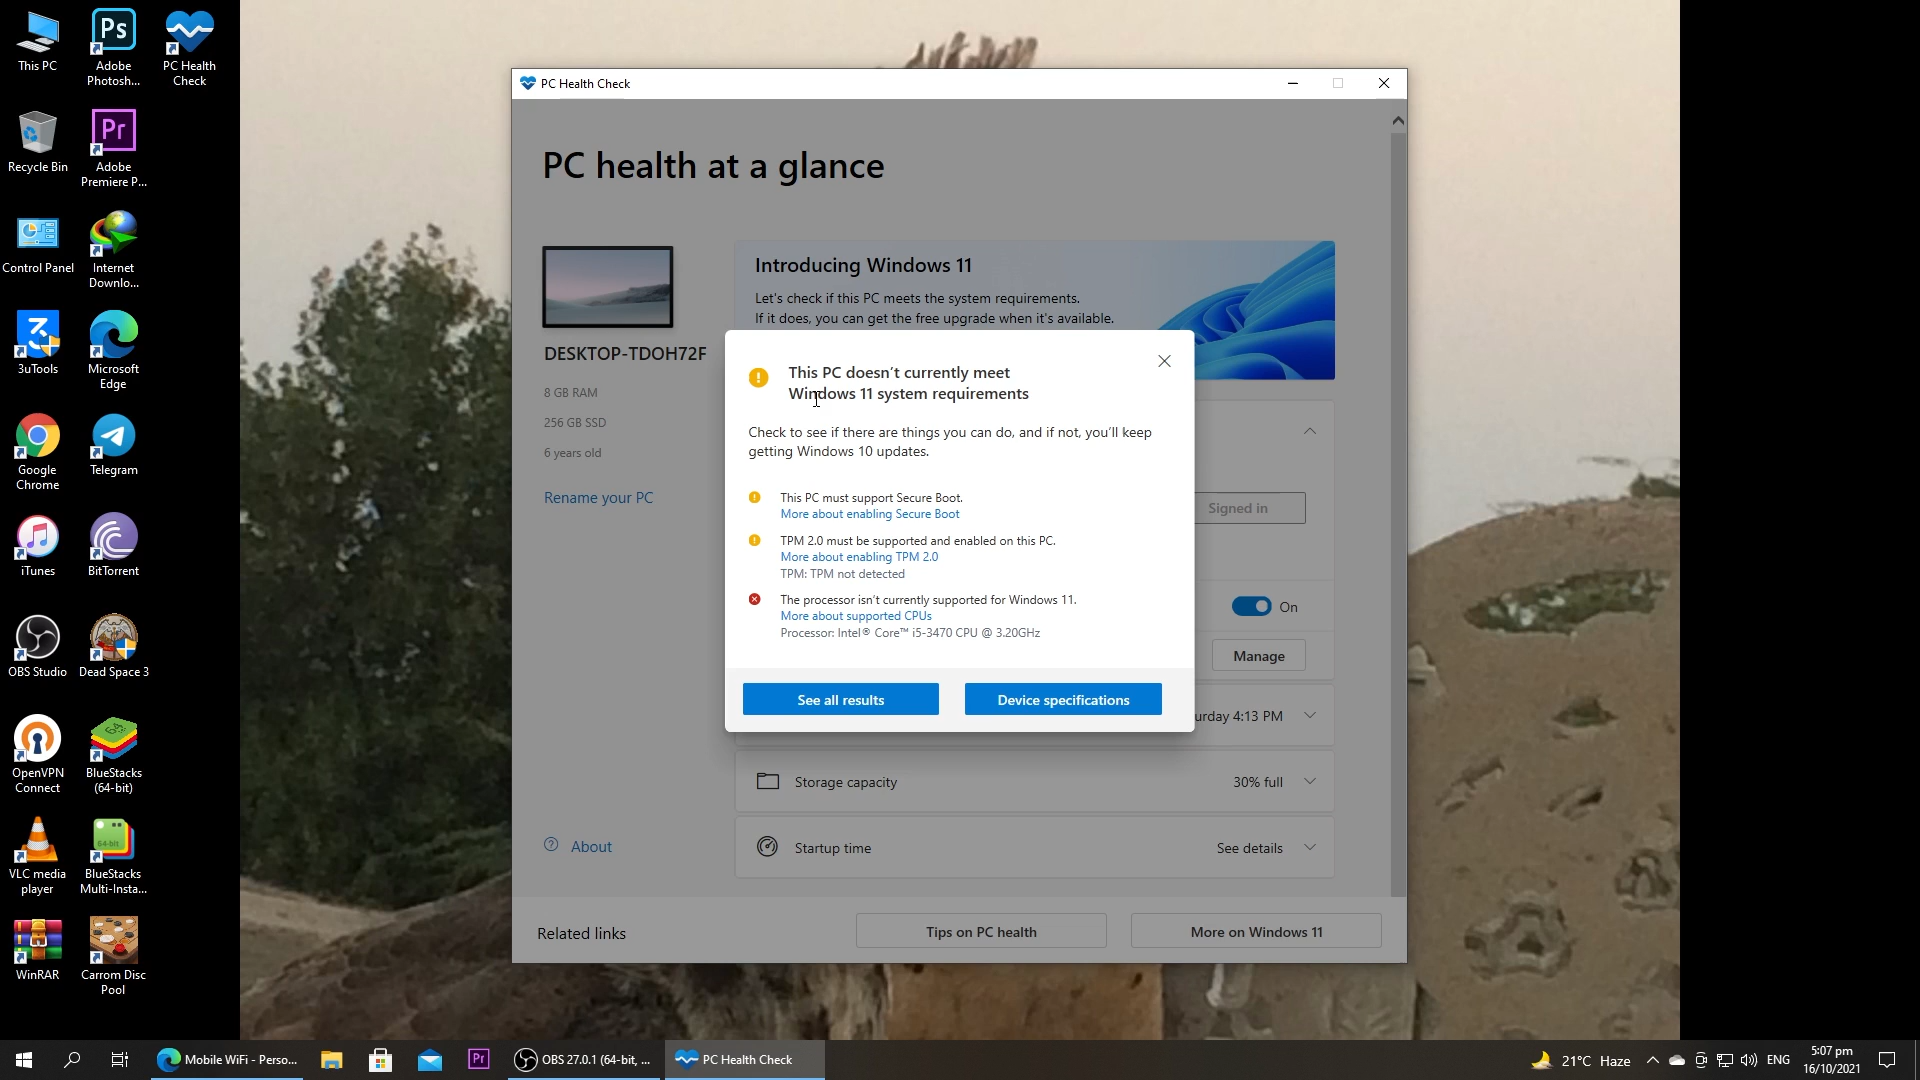 This PC
Adobe
Photosh...
PC Health
Check
Recycle Bin
Adobe
Premiere P...
Control Panel
Internet
Downlo...
3uTools
Microsoft
Edge
Google
Chrome
Telegram
iTunes
BitTorrent
OBS Studio
Dead Space 3
OpenVPN
Connect
BlueStacks
(64-bit)
VLC media
player
BlueStacks
Multi-Insta...
WinRAR
Carrom Disc
Pool
Ps
Pr
64-bit
PC Health Check
PC health at a glance
DESKTOP-TDOH72F
8 GB RAM
256 GB SSD
6 years old
Rename your PC
About
Introducing Windows 11
Let's check if this PC meets the system requirements.
If it does, you can get the free upgrade when it's available.
This PC doesn't currently meet
Windows 11 system requirements
Check to see if there are things you can do, and if not, you'll keep
getting Windows 10 updates.
This PC must support Secure Boot.
More about enabling Secure Boot
TPM 2.0 must be supported and enabled on this PC.
More about enabling TPM 2.0
TPM: TPM not detected
The processor isn't currently supported for Windows 11.
More about supported CPUs
Processor: Intel® Core™ i5-3470 CPU @ 3.20GHz
See all results
Device specifications
Signed in
On
Manage
urday 4:13 PM
Storage capacity
30% full
Startup time
See details
Related links
Tips on PC health
More on Windows 11
Mobile WiFi - Perso...
Pr
OBS 27.0.1 (64-bit, ...
PC Health Check
21°C Haze
ENG
5:07 pm
16/10/2021